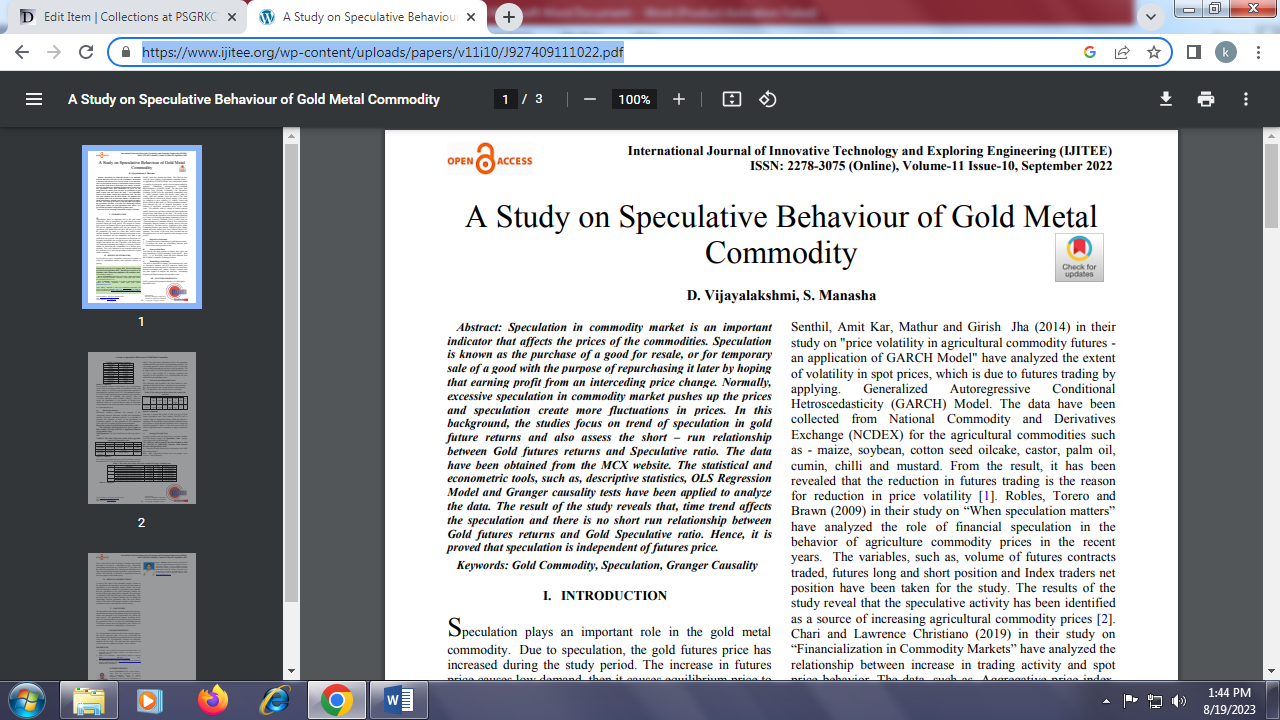 Edit Item | Collections at PSGRKC
A Study on Speculative Behaviou
https://www.ijitee.org/wp-content/uploads/papers/v11i10/J927409111022.pdf
k
A Study on Speculative Behaviour of Gold Metal Commodity
1 / 3
100%
1
2
OPEN ACCESS
International Journal of Innovative Technology and Exploring Engineering (IJITEE)
ISSN: 2278-3075 (Online), Volume-11 Issue-10, September 2022
A Study on Speculative Behaviour of Gold Metal
Commodity
Check for
updates
D. Vijayalakshmi, S. Manasha
Abstract: Speculation in commodity market is an important
indicator that affects the prices of the commodities. Speculation
is known as the purchase of a good for resale, or for temporary
sale of a good with the purpose of repurchasing it later by hoping
that earning profit from an interceding price change. Normally,
excessive speculation in commodity market pushes up the prices
and speculation create more fluctuations in prices. In this
background, the studies focus on trend of speculation in gold
future returns and also assess the short – run relationship
between Gold futures returns and Speculative ratio. The data
have been obtained from the MCX website. The statistical and
econometric tools, such as, descriptive statistics, OLS Regression
Model and Granger causality tests have been applied to analyze
the data. The result of the study reveals that, time trend affects
the speculation and there is no short run relationship between
Gold futures returns and Gold Speculative ratio. Hence, it is
proved that speculation is independent of futures price.
Keywords: Gold Commodity, Speculation, Granger Causality
I. INTRODUCTION
Speculation plays an important role in the gold metal
commodity. Due to speculation, the gold futures price has
increased during the study period. The increase in futures
price causes low demand, then it causes equilibrium price to
Senthil, Amit Kar, Mathur and Girish Jha (2014) in their
study on "price volatility in agricultural commodity futures -
an application of GARCH Model" have analyzed the extent
of volatility in spot prices, which is due to futures trading by
applying. Generalized Autoregressive Conditional
Hetroscedasticity (GARCH) Model. The data have been
collected from National Commodity and Derivatives
Exchange (NCDEX) for the agricultural commodities such
as - maize, soybean, cotton seed oilcake, castor, palm oil,
cumin, chilli and mustard. From the result, it has been
revealed that the reduction in futures trading is the reason
for reduction in price volatility [1]. Robles, Torero and
Brawn (2009) in their study on “When speculation matters”
have analyzed the role of financial speculation in the
behavior of agriculture commodity prices in the recent
years. The variables, such as, volume of futures contracts
traded, futures long and short position and Index traders net
position have been taken for the study. The results of the
study reveal that the speculative activity has been identified
as a source of increasing agricultural commodity prices [2].
Chari and Lawrence Christiano (2019) in their study on
“Financialization in Commodity Markets” have analyzed the
relationship between increase in trading activity and spot
price behavior. The data, such as, Aggregative price index,
1:44 PM
8/19/2023